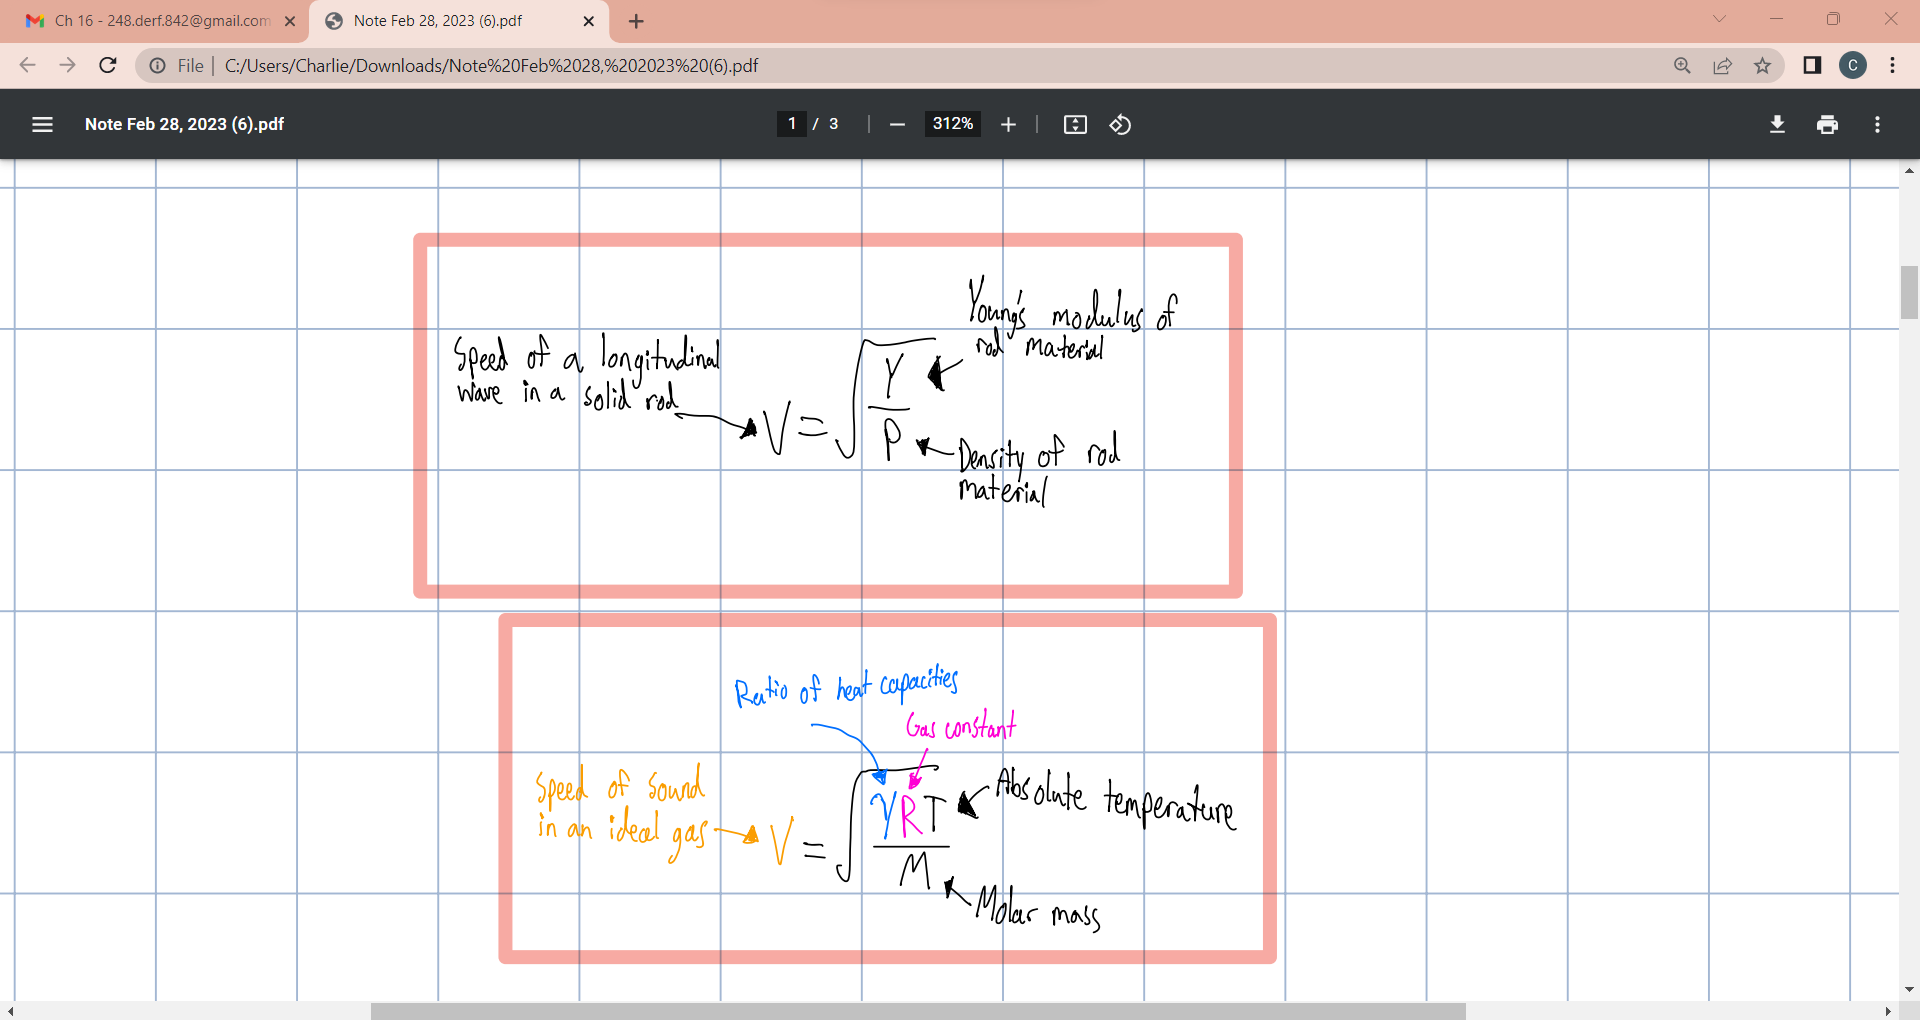 Ch 16 - 248.derf.842@gmail.com
Note Feb 28, 2023 (6).pdf
File | C:/Users/Charlie/Downloads/Note%20Feb%2028,%202023%20(6).pdf
C
Note Feb 28, 2023 (6).pdf
1 / 3
312%
Young's modulus of
rod material
Speed of a longitudinal
wave in a solid rod
V = √(Y/ρ)
Density of rod
material
Ratio of heat capacities
Gas constant
Speed of sound
in an ideal gas
V = √(γRT/M)
Absolute temperature
Molar mass